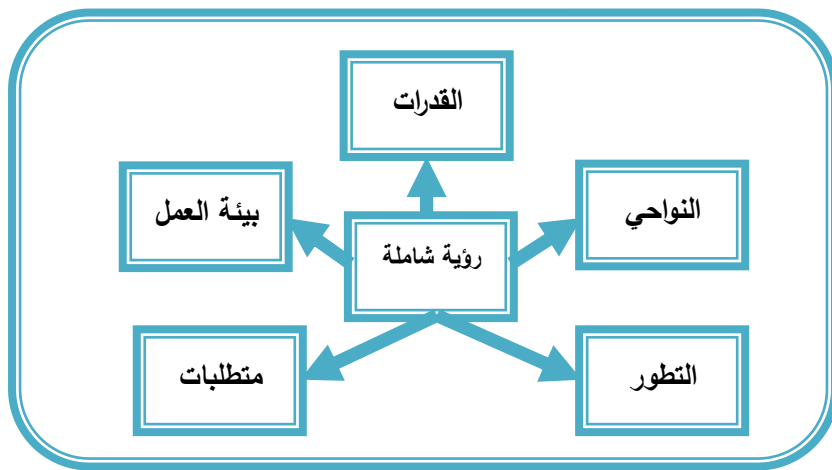 القدرات
النواحي
بيئة العمل
رؤية شاملة
التطور
متطلبات